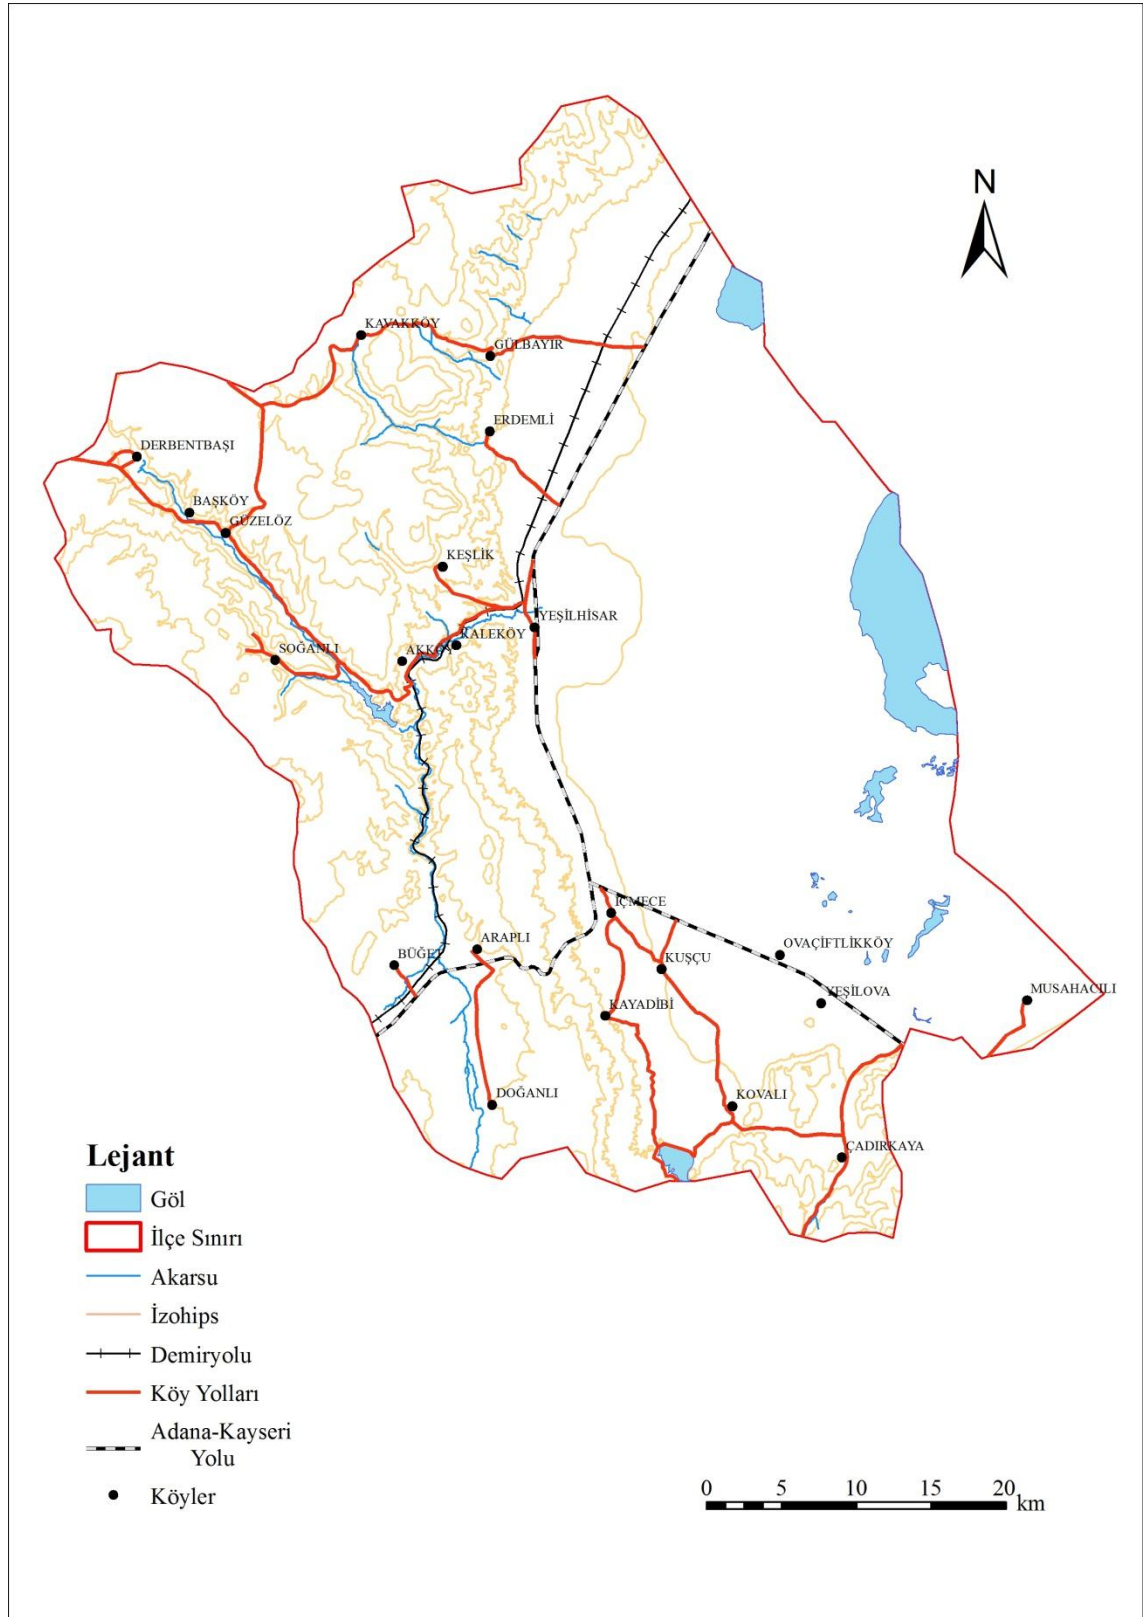 N
KAVAKKÖY
GÜLBAYIR
ERDEMLİ
DERBENTBAŞI
BAŞKÖY
GÜZELÖZ
KEŞLİK
YEŞİLHİSAR
KALEKÖY
AKKÖY
SOĞANLI
İÇMECE
ARAPLI
OVAÇİFTLİKKÖY
BÜĞET
KUŞÇU
YEŞİLOVA
MUSAHACILI
KAYADİBİ
DOĞANLI
KOVALI
ÇADIRKAYA
Lejant
Göl
İlçe Sınırı
Akarsu
İzohips
Demiryolu
Köy Yolları
Adana-Kayseri
Yolu
Köyler
0 5 10 15 20
km